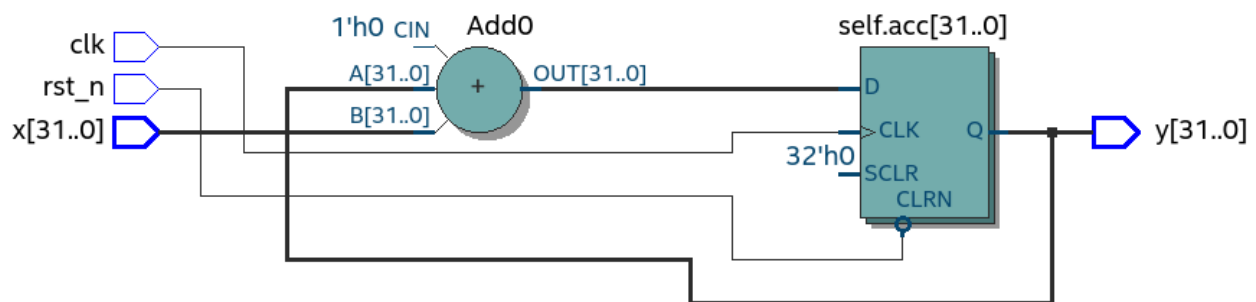 clk
rst_n
x[31..0]
1'h0 CIN
Add0
A[31..0]
B[31..0]
+
OUT[31..0]
self.acc[31..0]
D
CLK
Q
32'h0
SCLR
CLRN
y[31..0]